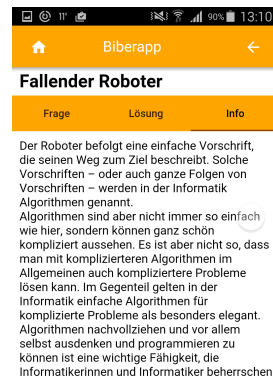 11° 90% 13:10
Biberapp
Fallender Roboter
Frage Lösung Info
Der Roboter befolgt eine einfache Vorschrift,
die seinen Weg zum Ziel beschreibt. Solche
Vorschriften – oder auch ganze Folgen von
Vorschriften – werden in der Informatik
Algorithmen genannt.
Algorithmen sind aber nicht immer so einfach
wie hier, sondern können ganz schön
kompliziert aussehen. Es ist aber nicht so, dass
man mit komplizierteren Algorithmen im
Allgemeinen auch kompliziertere Probleme
lösen kann. Im Gegenteil gelten in der
Informatik einfache Algorithmen für
komplizierte Probleme als besonders elegant.
Algorithmen nachvollziehen und vor allem
selbst ausdenken und programmieren zu
können ist eine wichtige Fähigkeit, die
Informatikerinnen und Informatiker beherrschen